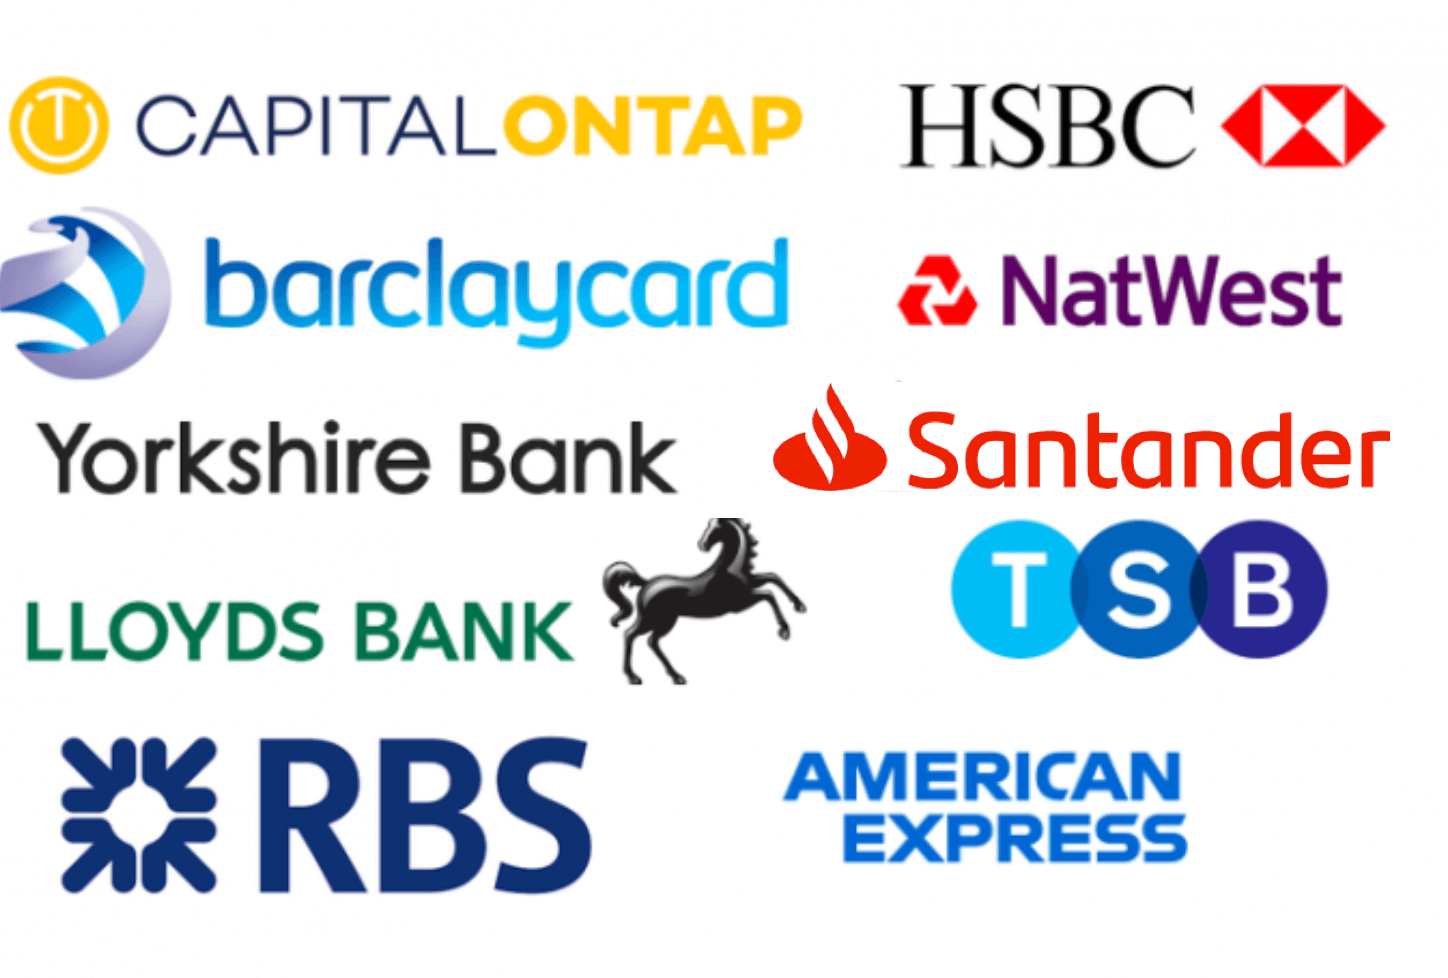 CAPITALONTAP
HSBC
barclaycard
NatWest
Yorkshire Bank
Santander
LLOYDS BANK
TSB
RBS
AMERICAN
EXPRESS